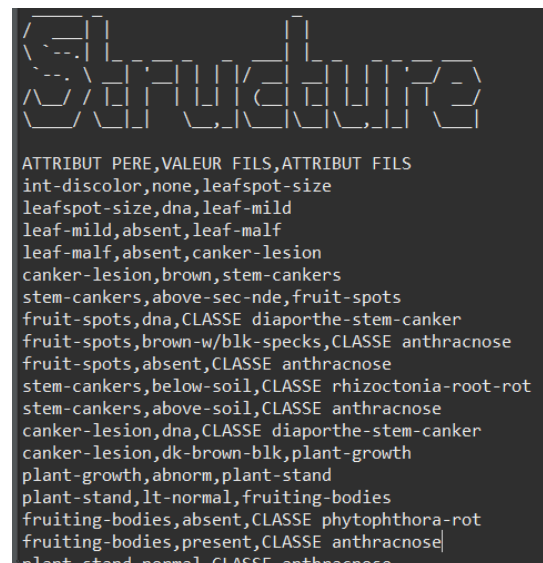 Structure
ATTRIBUT PERE,VALEUR FILS,ATTRIBUT FILS
int-discolor,none,leafspot-size
leafspot-size,dna,leaf-mild
leaf-mild,absent,leaf-malf
leaf-malf,absent,canker-lesion
canker-lesion,brown,stem-cankers
stem-cankers,above-sec-nde,fruit-spots
fruit-spots,dna,CLASSE diaporthe-stem-canker
fruit-spots,brown-w/blk-specks,CLASSE anthracnose
fruit-spots,absent,CLASSE anthracnose
stem-cankers,below-soil,CLASSE rhizoctonia-root-rot
stem-cankers,above-soil,CLASSE anthracnose
canker-lesion,dna,CLASSE diaporthe-stem-canker
canker-lesion,dk-brown-blk,plant-growth
plant-growth,abnorm,plant-stand
plant-stand,lt-normal,fruiting-bodies
fruiting-bodies,absent,CLASSE phytophthora-rot
fruiting-bodies,present,CLASSE anthracnose
plant-stand,normal,CLASSE anthracnose